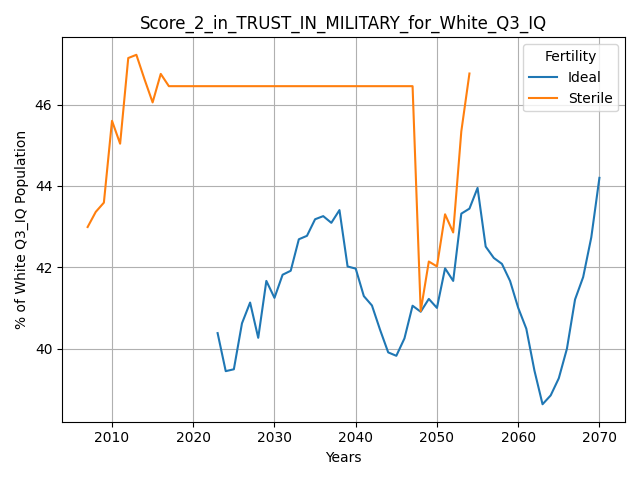 Score_2_in_TRUST_IN_MILITARY_for_White_Q3_IQ
Fertility
Ideal
Sterile
% of White Q3_IQ Population
46
44
42
40
2010
2020
2030
2040
2050
2060
2070
Years